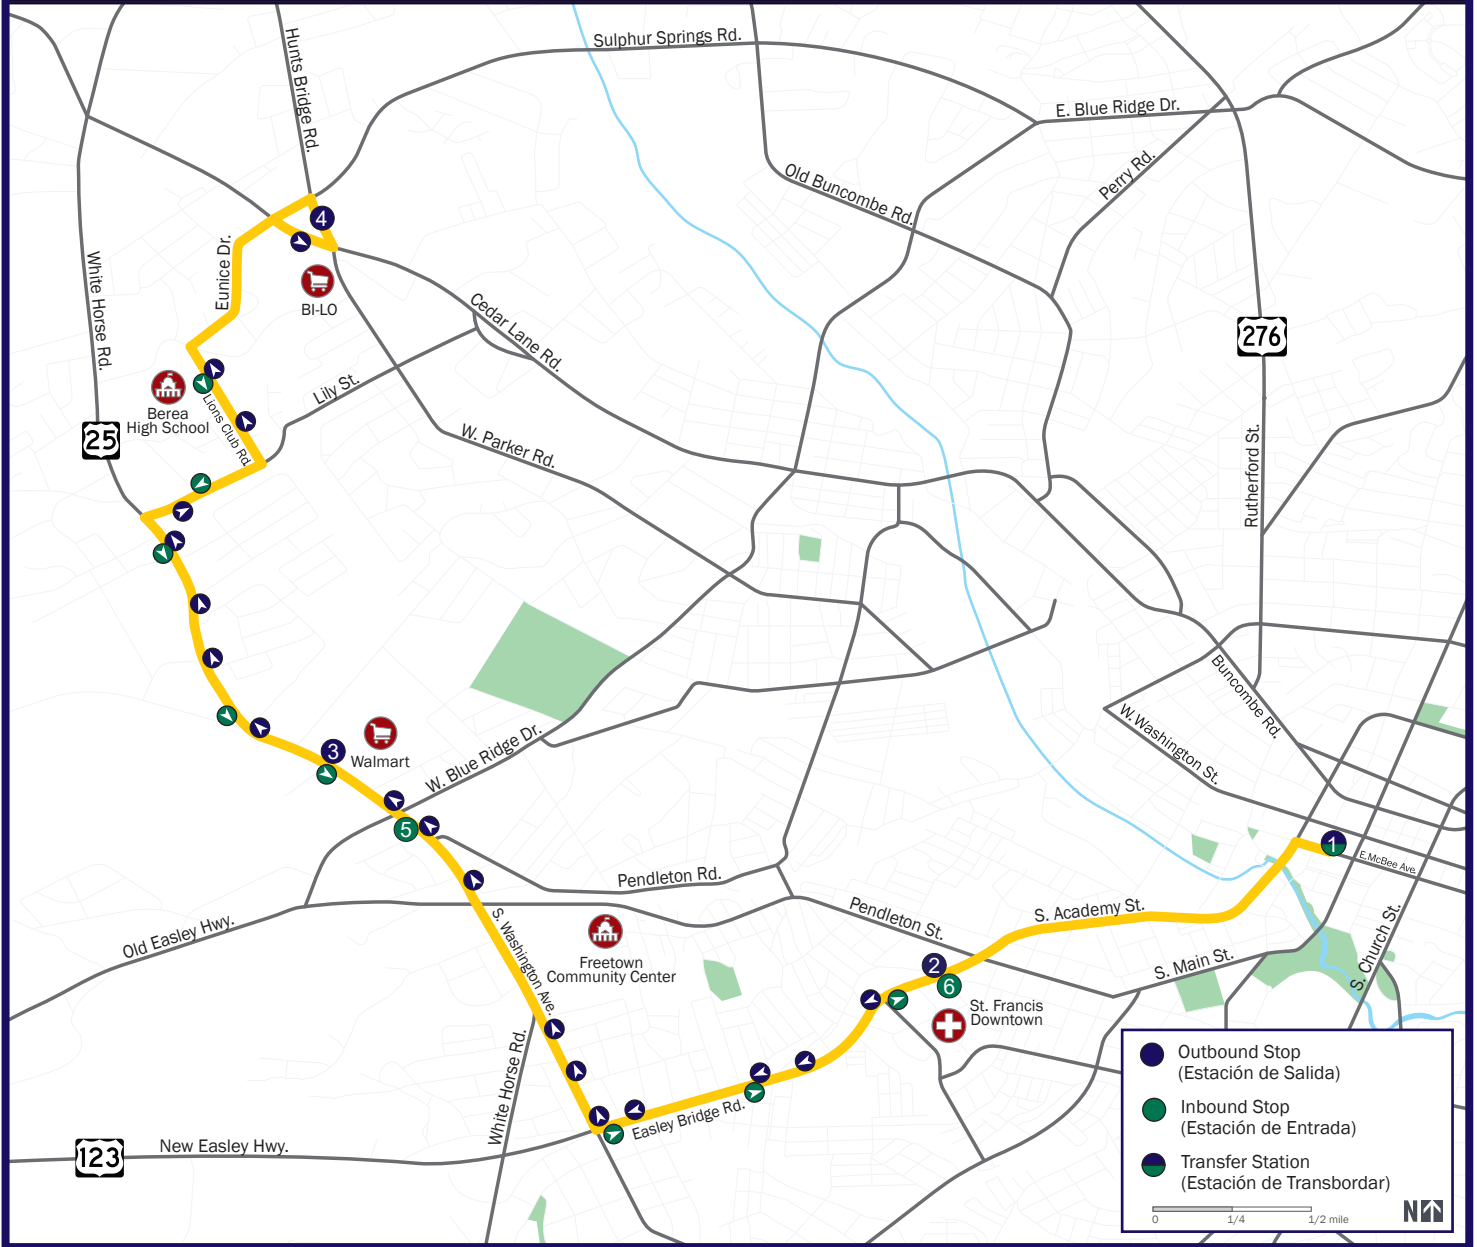 Hunts Bridge Rd.
Sulphur Springs Rd.
E. Blue Ridge Dr.
Perry Rd.
Old Buncombe Rd.
4
Eunice Dr.
White Horse Rd.
BI-LO
Cedar Lane Rd.
276
Berea
High School
Lions Club Rd.
Lily St.
25
W. Parker Rd.
Rutherford St.
Buncombe Rd.
W. Washington St.
3
Walmart
W. Blue Ridge Dr.
5
1
E.McBee Ave.
Pendleton Rd.
Pendleton St.
S. Academy St.
Old Easley Hwy.
S. Washington Ave.
Freetown
Community Center
2
6
S. Main St.
S. Church St.
St. Francis
Downtown
White Horse Rd.
Easley Bridge Rd.
123
New Easley Hwy.
Outbound Stop
(Estación de Salida)
Inbound Stop
(Estación de Entrada)
Transfer Station
(Estación de Transbordar)
0 1/4 1/2 mile
N